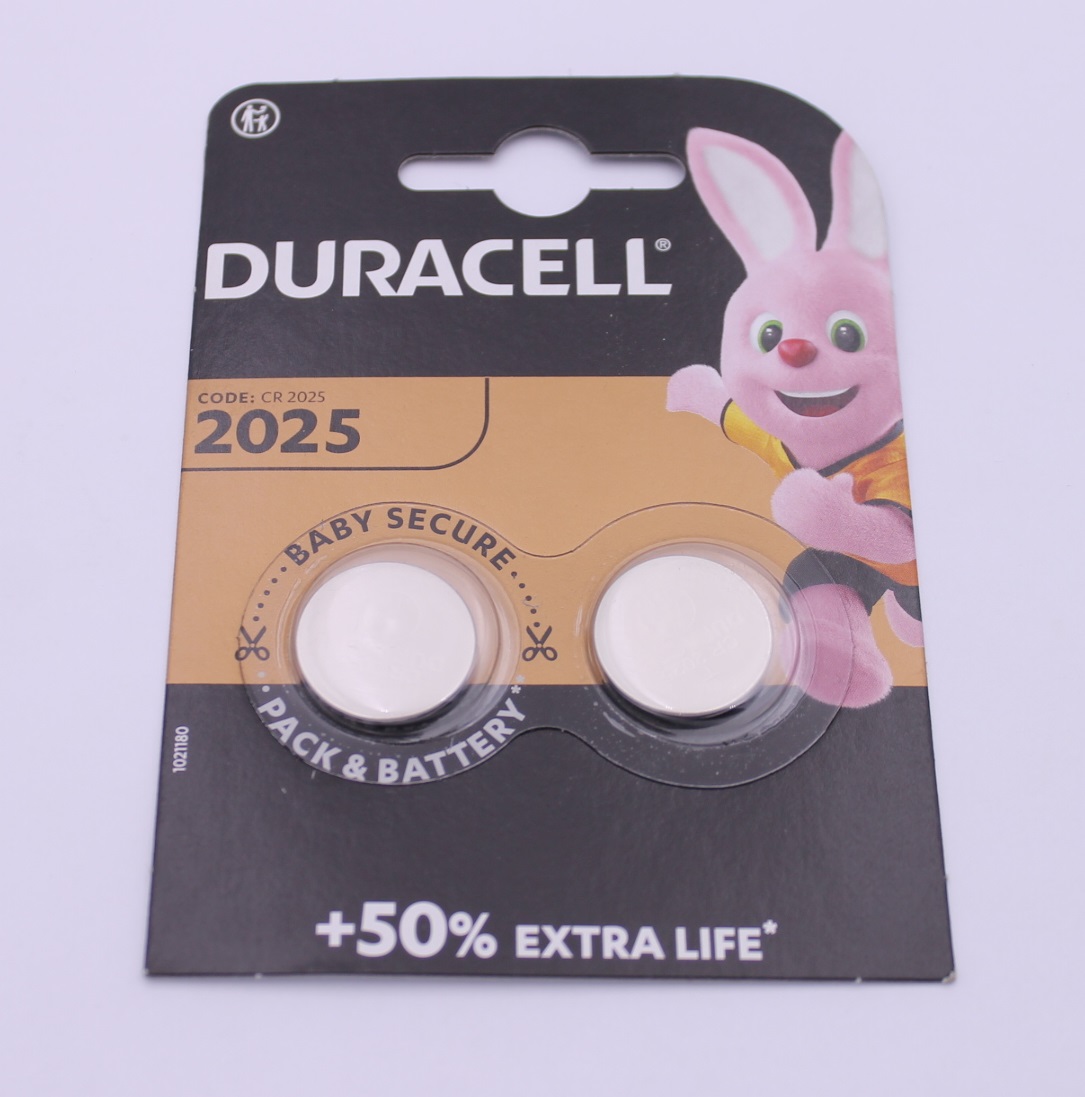 DURACELL®
CODE: CR 2025
2025
BABY SECURE
PACK & BATTERY**
1021180
+50% EXTRA LIFE*